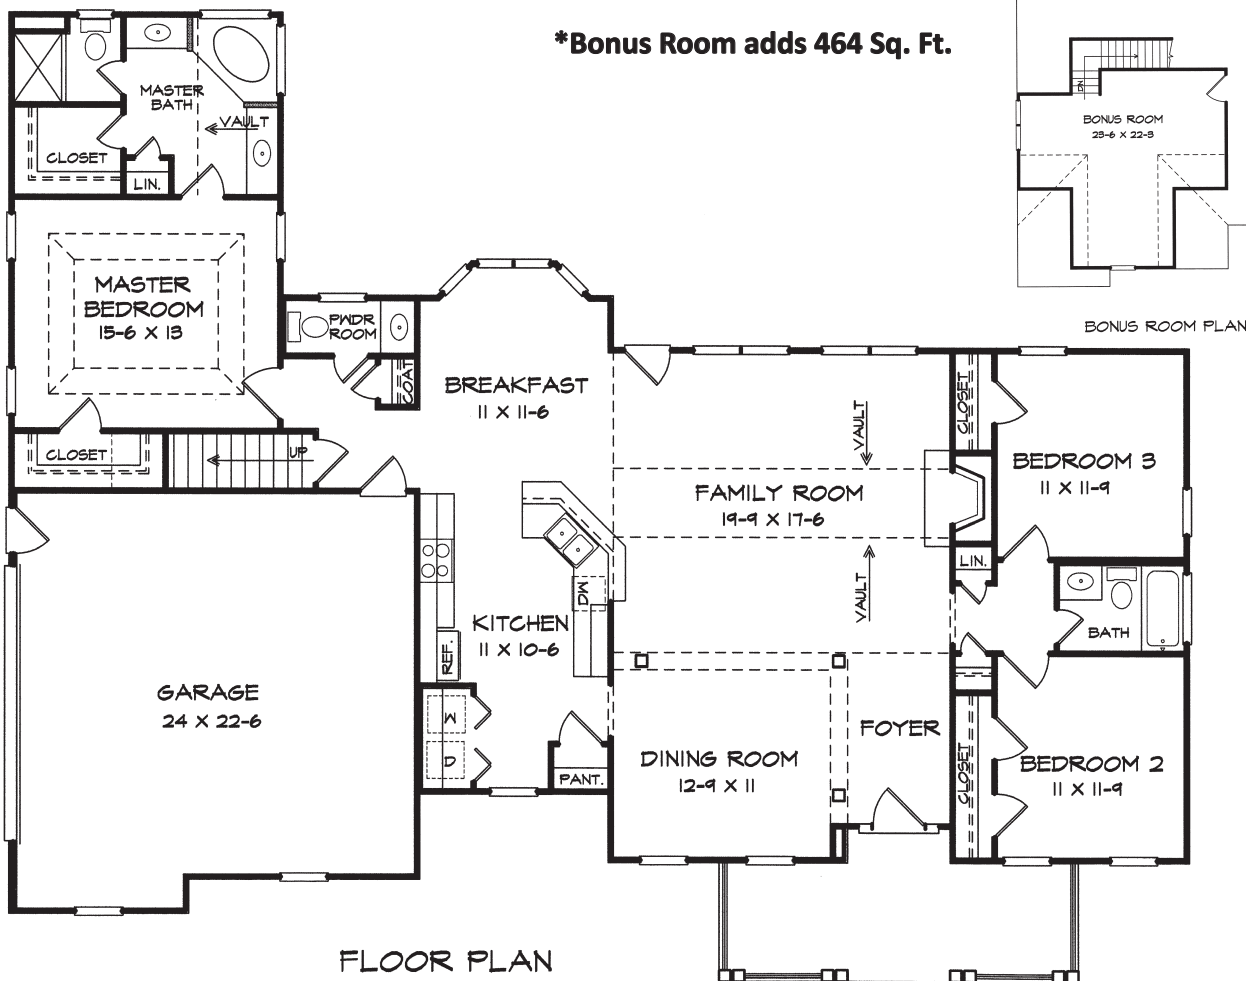 *Bonus Room adds 464 Sq. Ft.
MASTER
BATH
VAULT
CLOSET
LIN.
DN
BONUS ROOM
23-6 X 22-3
BONUS ROOM PLAN
MASTER
BEDROOM
15-6 X 13
PWDR
ROOM
COAT
BREAKFAST
11 X 11-6
CLOSET
UP
VAULT
FAMILY ROOM
19-9 X 17-6
VAULT
CLOSET
BEDROOM 3
11 X 11-9
LIN.
BATH
DW
KITCHEN
11 X 10-6
REF.
GARAGE
24 X 22-6
W
D
PANT.
DINING ROOM
12-9 X 11
FOYER
CLOSET
BEDROOM 2
11 X 11-9
FLOOR PLAN